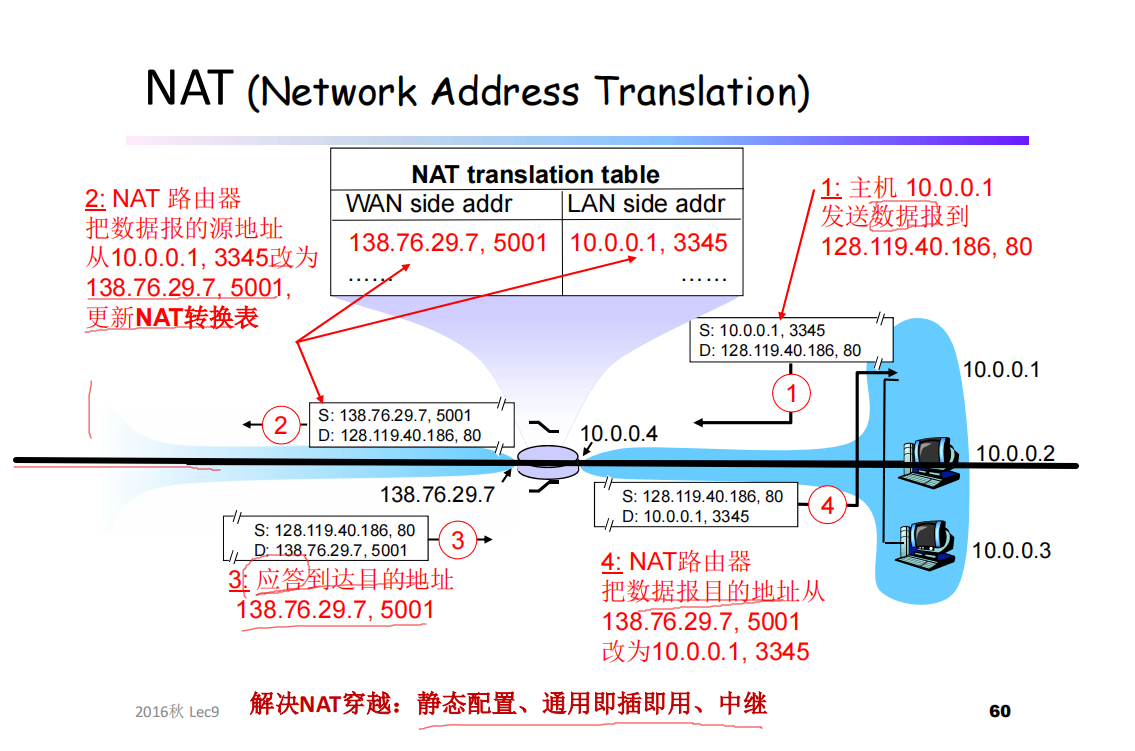 NAT (Network Address Translation)
NAT translation table
WAN side addr LAN side addr
138.76.29.7, 5001 10.0.0.1, 3345
…… ……
2: NAT 路由器
把数据报的源地址
从10.0.0.1, 3345改为
138.76.29.7, 5001,
更新NAT转换表
1: 主机 10.0.0.1
发送数据报到
128.119.40.186, 80
S: 10.0.0.1, 3345
D: 128.119.40.186, 80
1
10.0.0.1
2
S: 138.76.29.7, 5001
D: 128.119.40.186, 80
10.0.0.4
10.0.0.2
138.76.29.7
S: 128.119.40.186, 80
D: 10.0.0.1, 3345
4
S: 128.119.40.186, 80
D: 138.76.29.7, 5001
3
10.0.0.3
3: 应答到达目的地址
138.76.29.7, 5001
4: NAT路由器
把数据报目的地址从
138.76.29.7, 5001
改为10.0.0.1, 3345
解决NAT穿越：静态配置、通用即插即用、中继
2016秋 Lec9
60